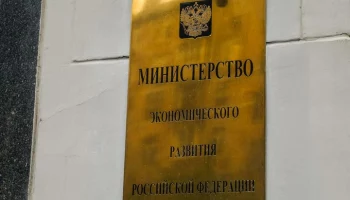 МИНИСТЕРСТВО
ЭКОНОМИЧЕСКОГО
РАЗВИТИЯ
РОССИЙСКОЙ ФЕДЕРАЦИИ